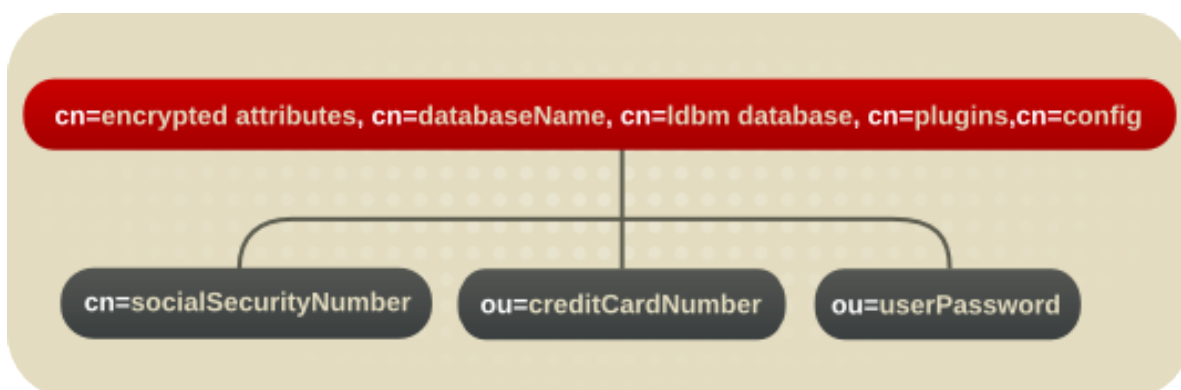 cn=encrypted attributes, cn=databaseName, cn=ldbm database, cn=plugins,cn=config
cn=socialSecurityNumber
ou=creditCardNumber
ou=userPassword